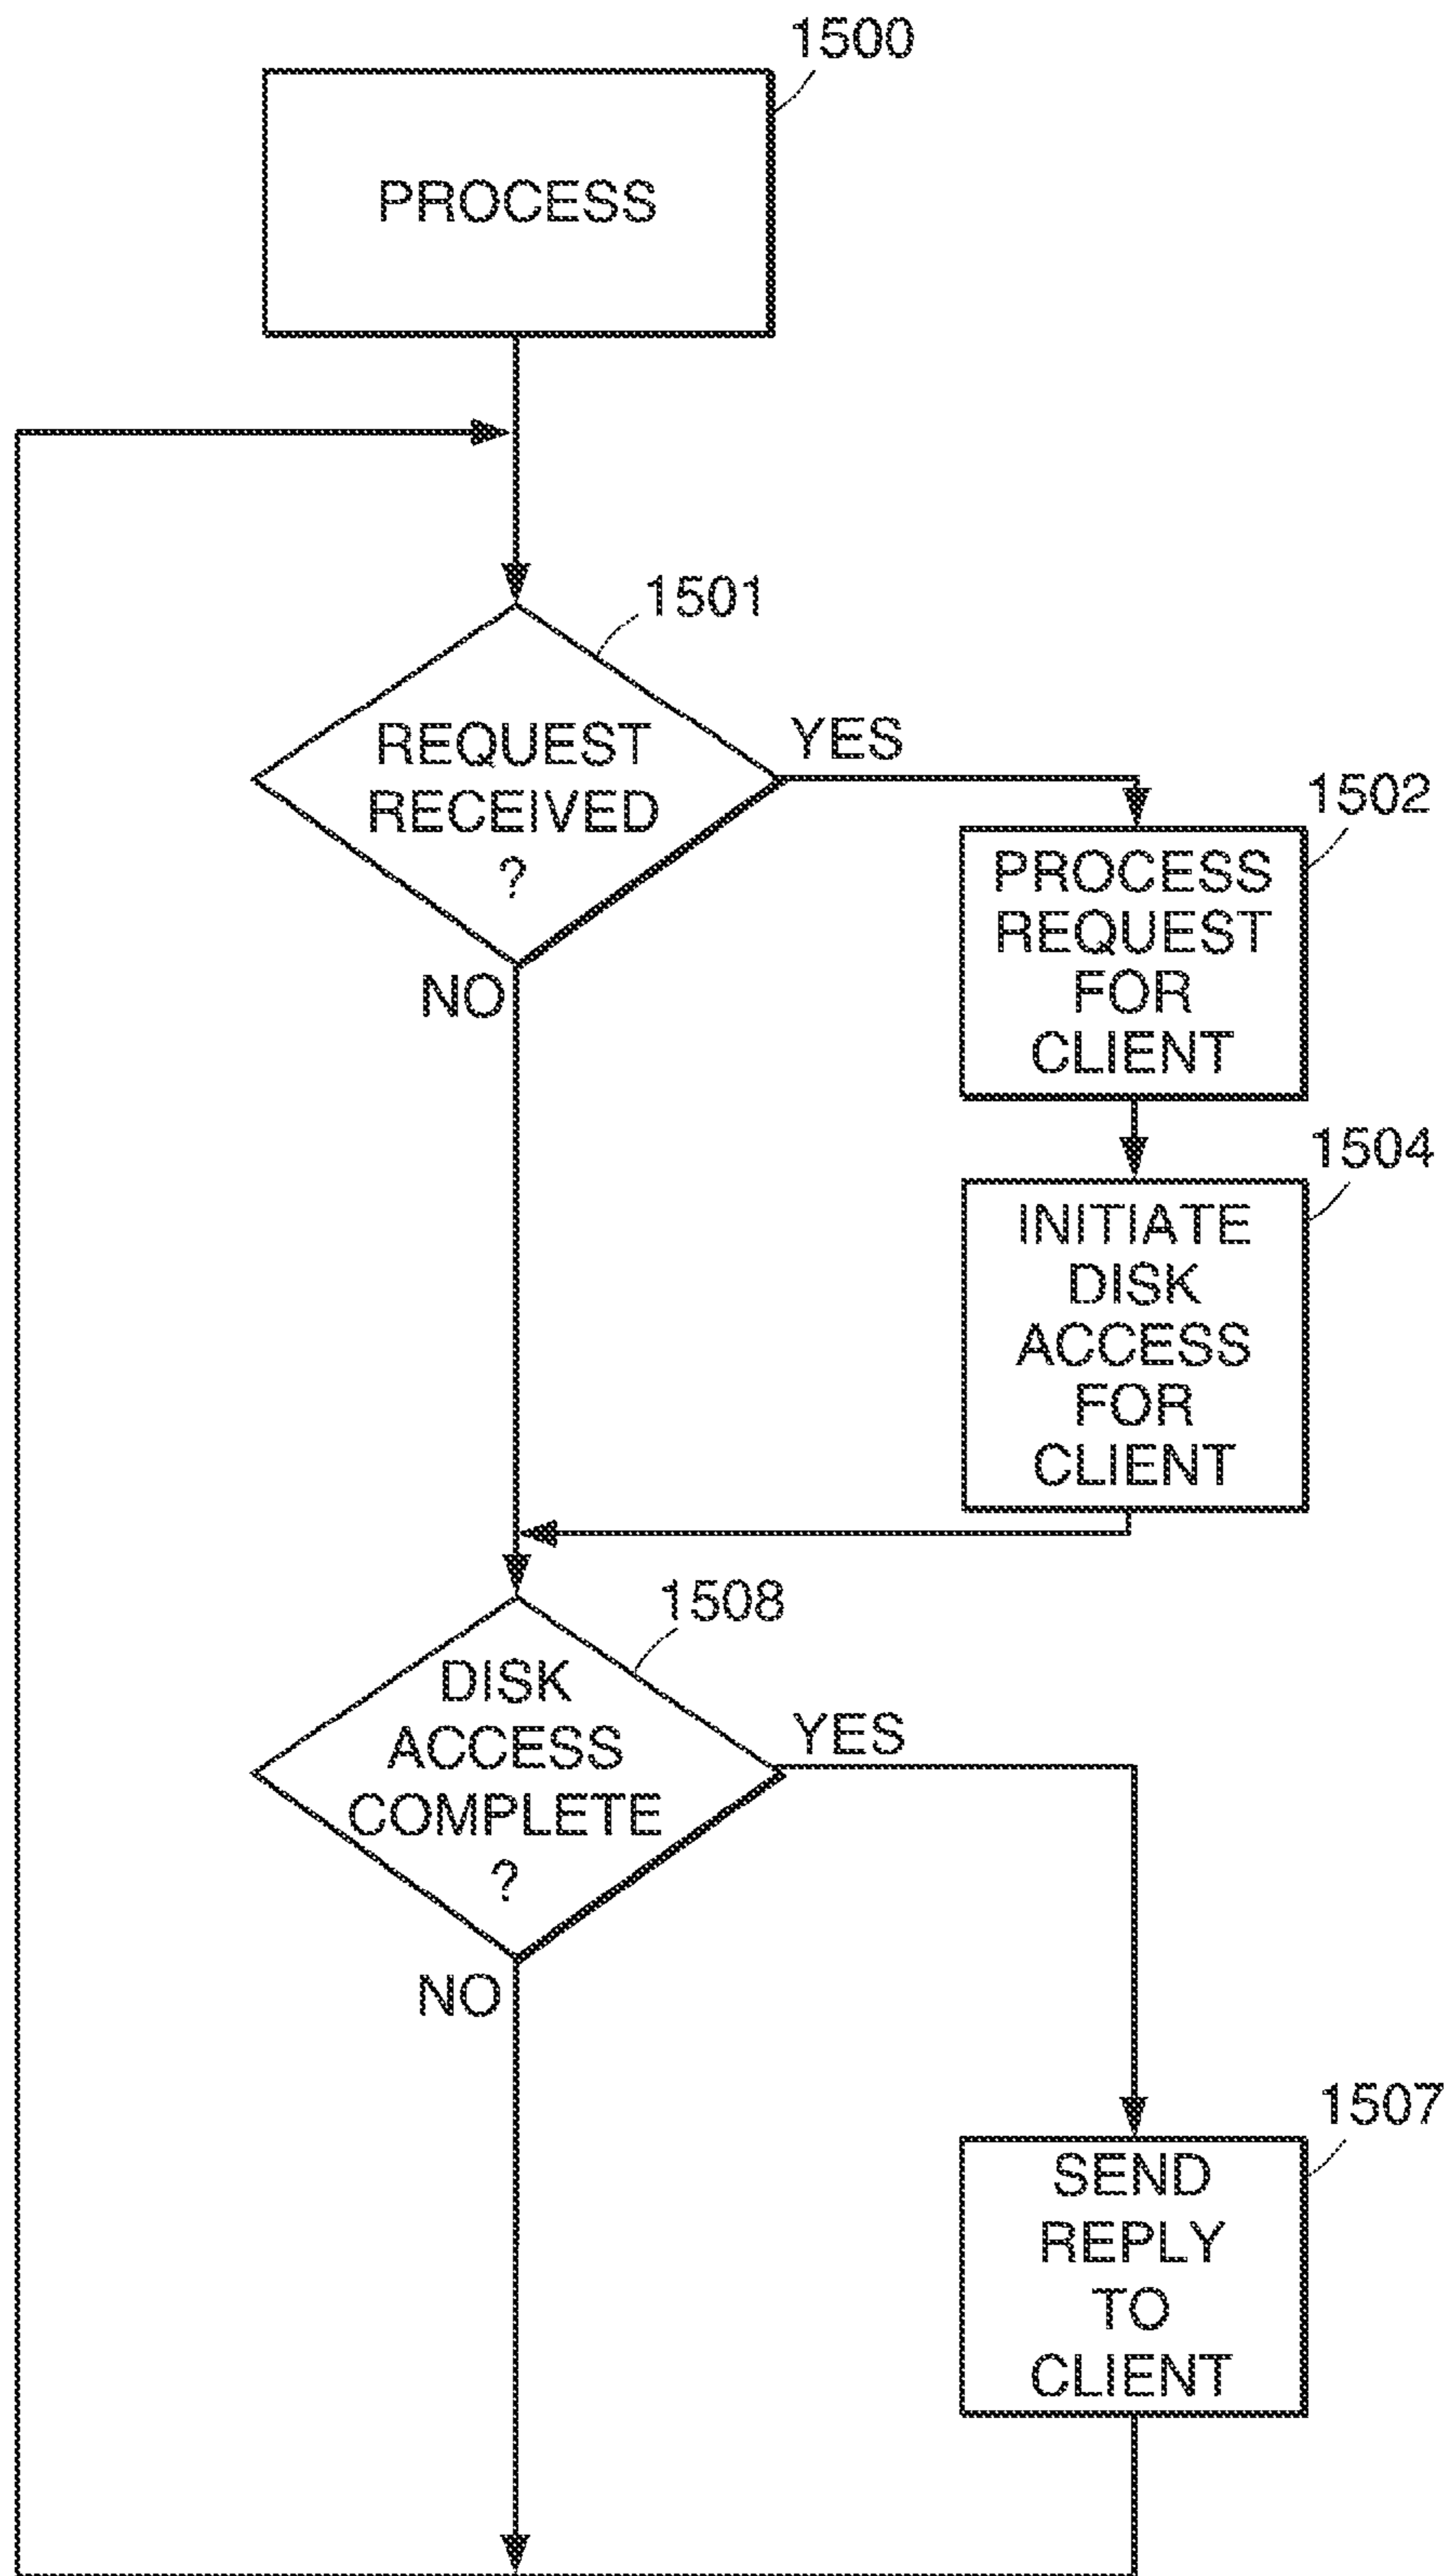 1500
PROCESS
1501
REQUEST
RECEIVED
?
YES
NO
1502
PROCESS
REQUEST
FOR
CLIENT
1504
INITIATE
DISK
ACCESS
FOR
CLIENT
1508
DISK
ACCESS
COMPLETE
?
YES
NO
1507
SEND
REPLY
TO
CLIENT